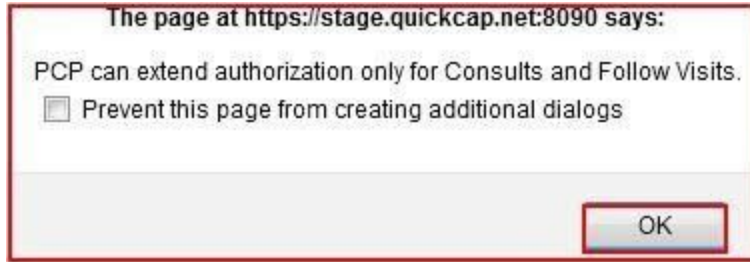 The page at https://stage.quickcap.net:8090 says:
PCP can extend authorization only for Consults and Follow Visits.
Prevent this page from creating additional dialogs
OK